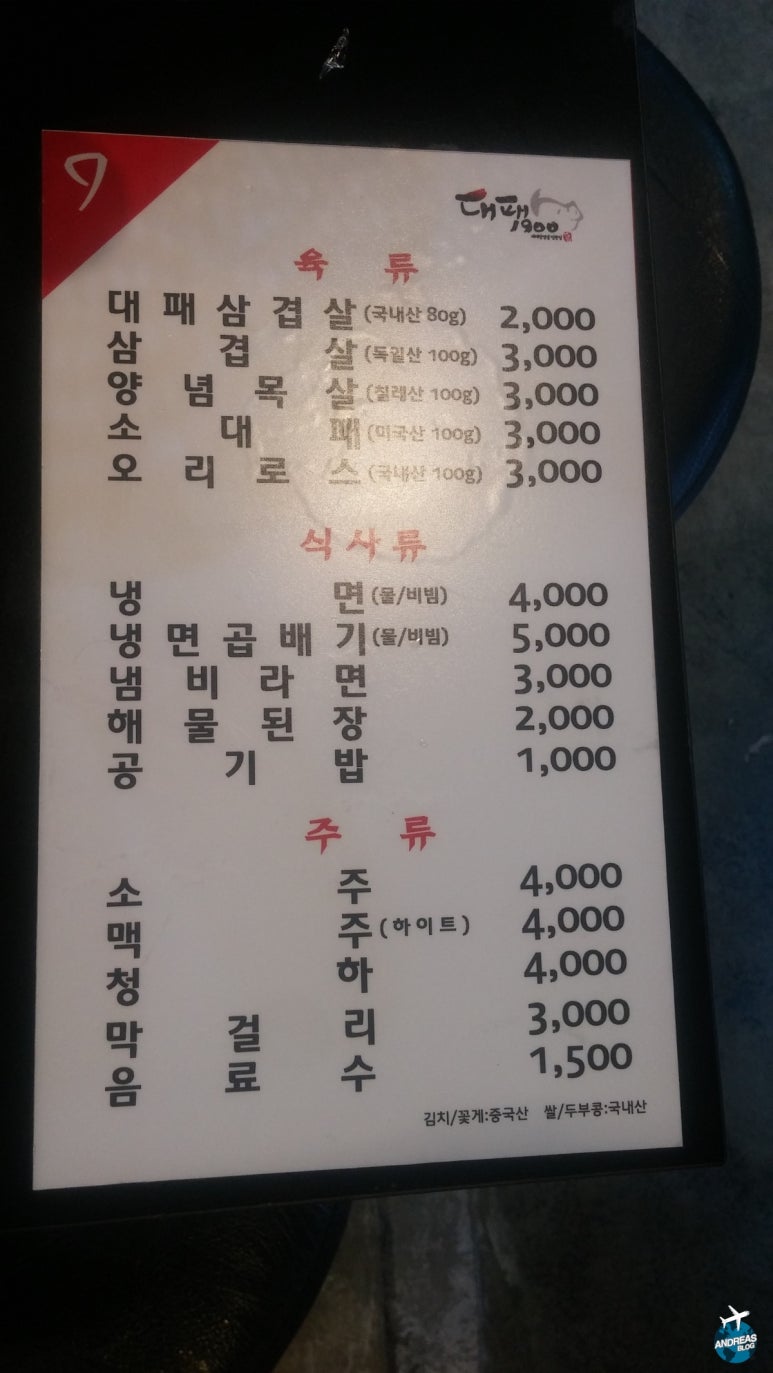 9
대패
1900
육 류
대패삼겹살 (국내산 80g) 2,000
삼겹살 (독일산 100g) 3,000
양념목살 (칠레산 100g) 3,000
소대패 (미국산 100g) 3,000
오리로스 (국내산 100g) 3,000
식사류
냉면 (물/비빔) 4,000
냉면곱배기 (물/비빔) 5,000
냄비라면 3,000
해물된장 2,000
공기밥 1,000
주 류
소주 4,000
맥주 (하이트) 4,000
청하 4,000
막걸리 3,000
음료수 1,500
김치/꽃게:중국산 쌀/두부콩:국내산
ANDREAS
BLOG